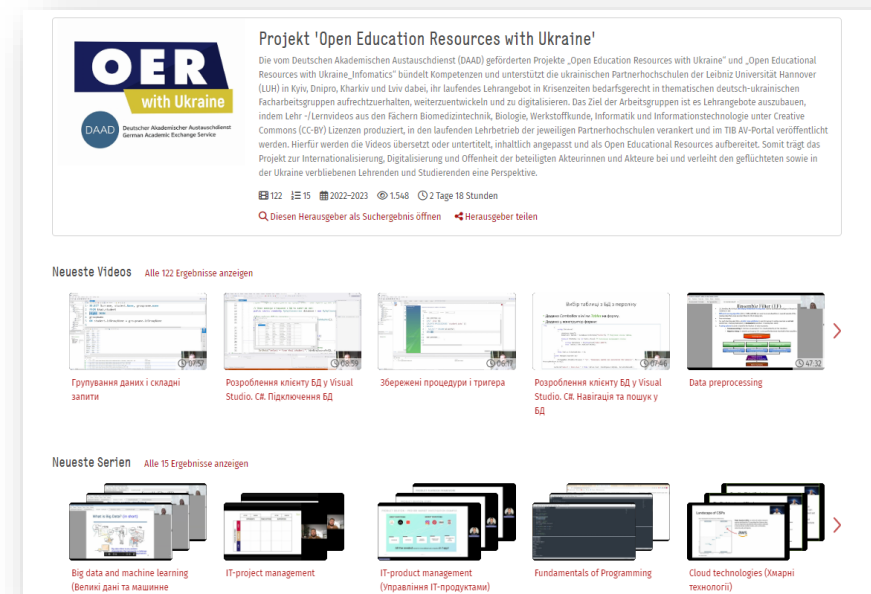 OER
with Ukraine
DAAD
Deutscher Akademischer Austauschdienst
German Academic Exchange Service
Projekt 'Open Education Resources with Ukraine'
Die vom Deutschen Akademischen Austauschdienst (DAAD) geförderten Projekte „Open Education Resources with Ukraine" und „Open Educational
Resources with Ukraine_Infomatics" bündelt Kompetenzen und unterstützt die ukrainischen Partnerhochschulen der Leibniz Universität Hannover
(LUH) in Kyiv, Dnipro, Kharkiv und Lviv dabei, ihr laufendes Lehrangebot in Krisenzeiten bedarfsgerecht in thematischen deutsch-ukrainischen
Facharbeitsgruppen aufrechtzuerhalten, weiterzuentwickeln und zu digitalisieren. Das Ziel der Arbeitsgruppen ist es Lehrangebote auszubauen,
indem Lehr -/Lernvideos aus den Fächern Biomedizintechnik, Biologie, Werkstoffkunde, Informatik und Informationstechnologie unter Creative
Commons (CC-BY) Lizenzen produziert, in den laufenden Lehrbetrieb der jeweiligen Partnerhochschulen verankert und im TIB AV-Portal veröffentlicht
werden. Hierfür werden die Videos übersetzt oder untertitelt, inhaltlich angepasst und als Open Educational Resources aufbereitet. Somit trägt das
Projekt zur Internationalisierung, Digitalisierung und Offenheit der beteiligten Akteurinnen und Akteure bei und verleiht den geflüchteten sowie in
der Ukraine verbliebenen Lehrenden und Studierenden eine Perspektive.
122 15 2022–2023 1.548 2 Tage 18 Stunden
Diesen Herausgeber als Suchergebnis öffnen Herausgeber teilen
Neueste Videos Alle 122 Ergebnisse anzeigen
07:57
08:59
06:17
07:46
47:32
Групування даних і складні
запити
Розроблення клієнту БД у Visual
Studio. C#. Підключення БД
Збережені процедури і тригера
Розроблення клієнту БД у Visual
Studio. C#. Навігація та пошук у
БД
Data preprocessing
Neueste Serien Alle 15 Ergebnisse anzeigen
Big data and machine learning
(Великі дані та машинне
IT-project management
IT-product management
(Управління IT-продуктами)
Fundamentals of Programming
Cloud technologies (Хмарні
технології)